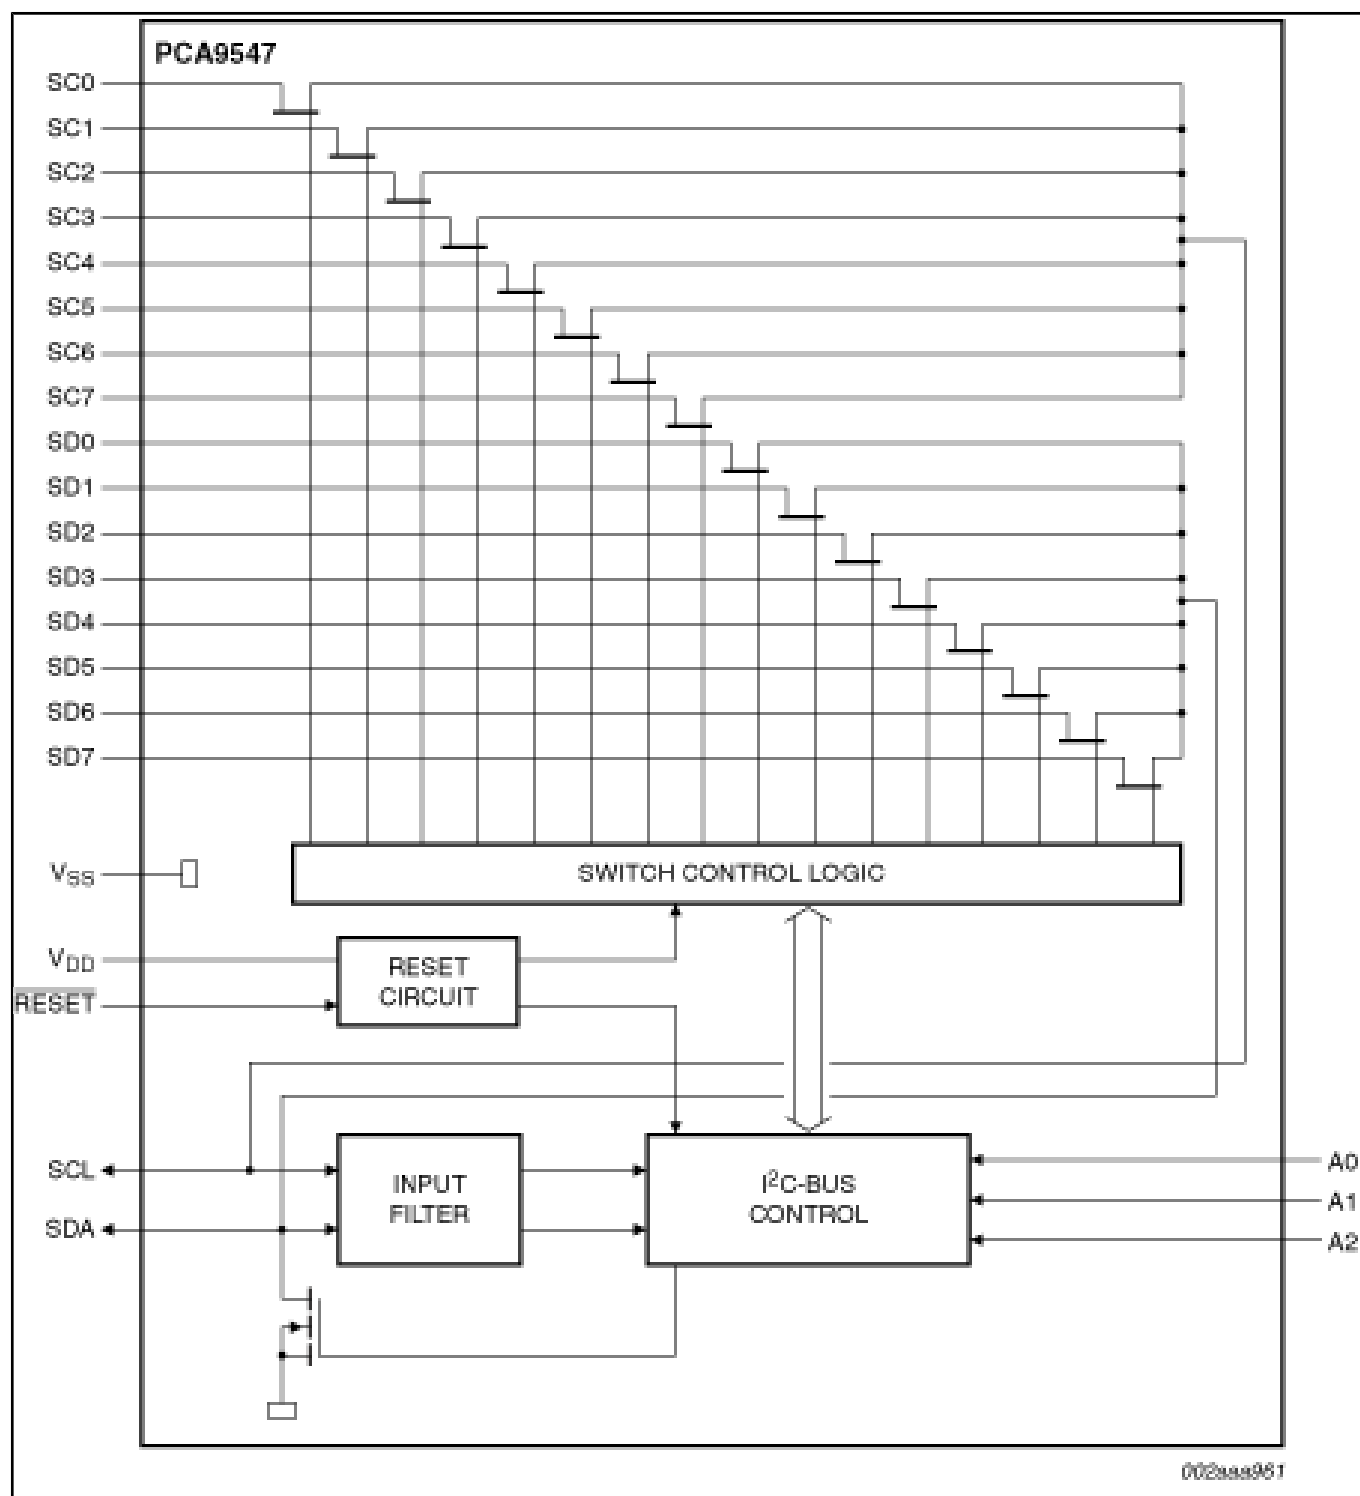 PCA9547
SC0
SC1
SC2
SC3
SC4
SC5
SC6
SC7
SD0
SD1
SD2
SD3
SD4
SD5
SD6
SD7
VSS
SWITCH CONTROL LOGIC
VDD
RESET
RESET
CIRCUIT
SCL
SDA
INPUT
FILTER
I²C-BUS
CONTROL
A0
A1
A2
002aaa961